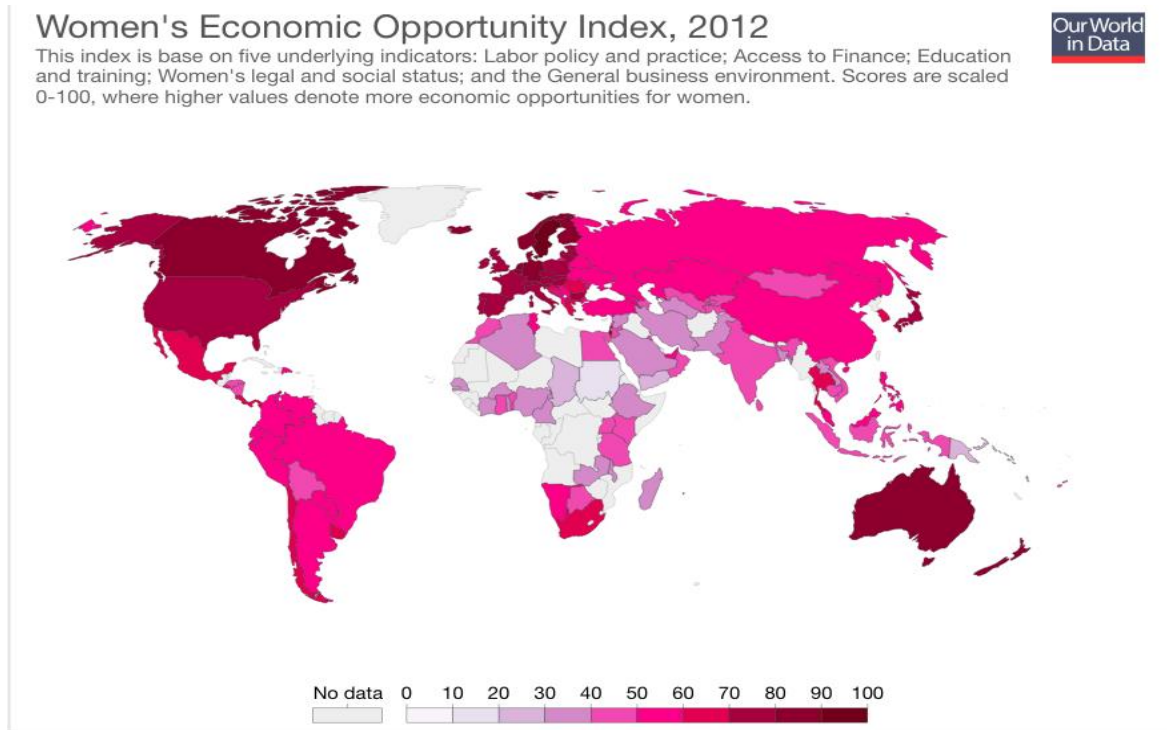 Women's Economic Opportunity Index, 2012
Our World
in Data
This index is base on five underlying indicators: Labor policy and practice; Access to Finance; Education
and training; Women's legal and social status; and the General business environment. Scores are scaled
0-100, where higher values denote more economic opportunities for women.
No data 0 10 20 30 40 50 60 70 80 90 100